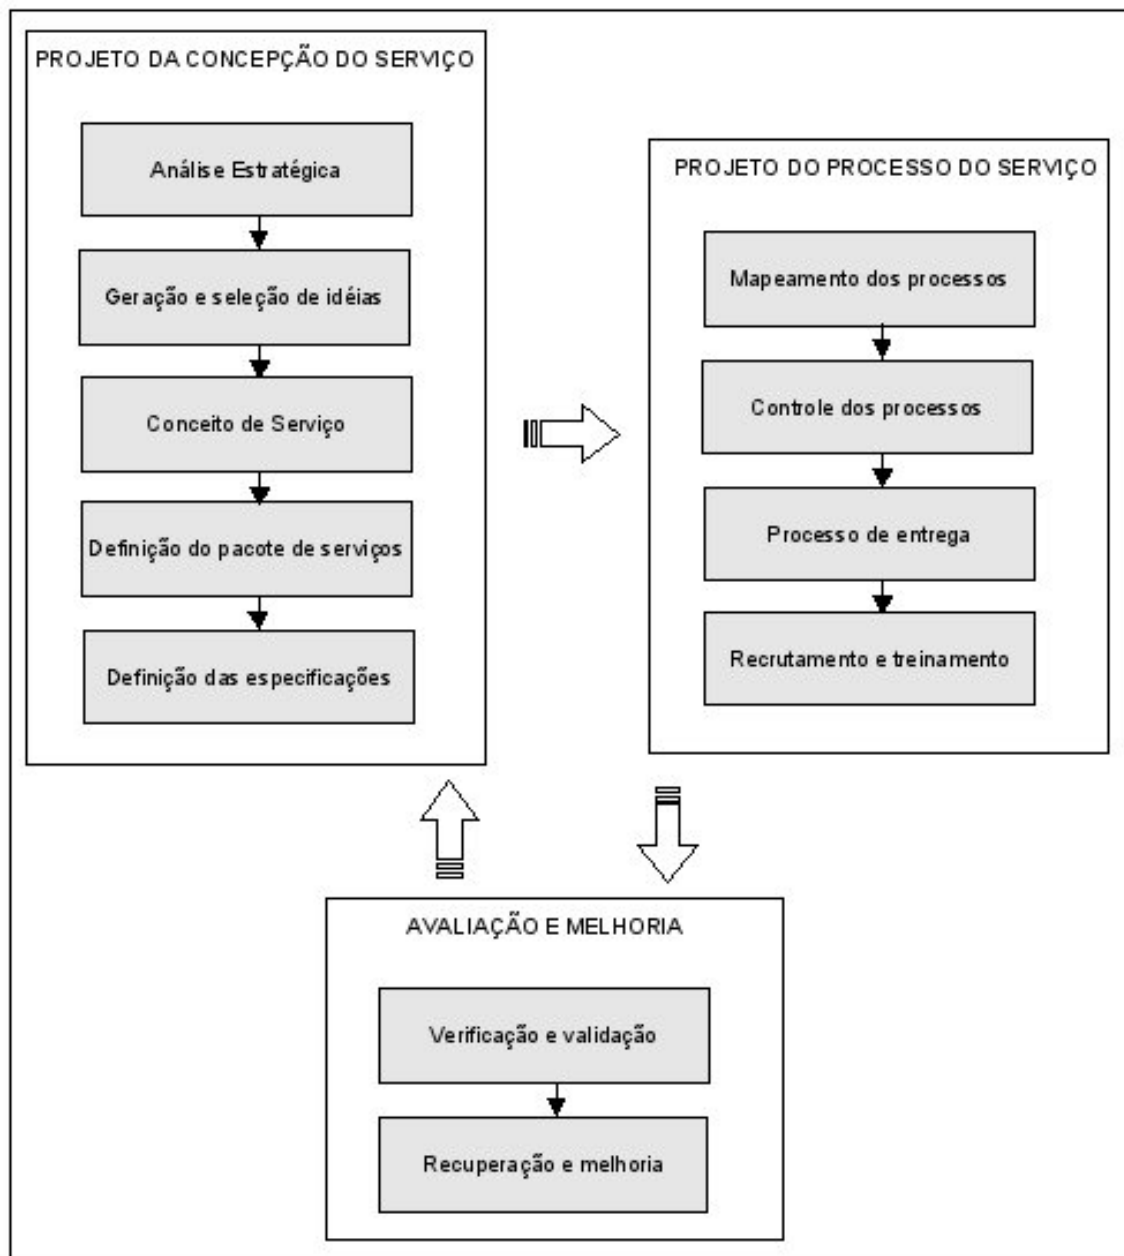 PROJETO DA CONCEPÇÃO DO SERVIÇO
Análise Estratégica
Geração e seleção de idéias
Conceito de Serviço
Definição do pacote de serviços
Definição das especificações
PROJETO DO PROCESSO DO SERVIÇO
Mapeamento dos processos
Controle dos processos
Processo de entrega
Recrutamento e treinamento
AVALIAÇÃO E MELHORIA
Verificação e validação
Recuperação e melhoria